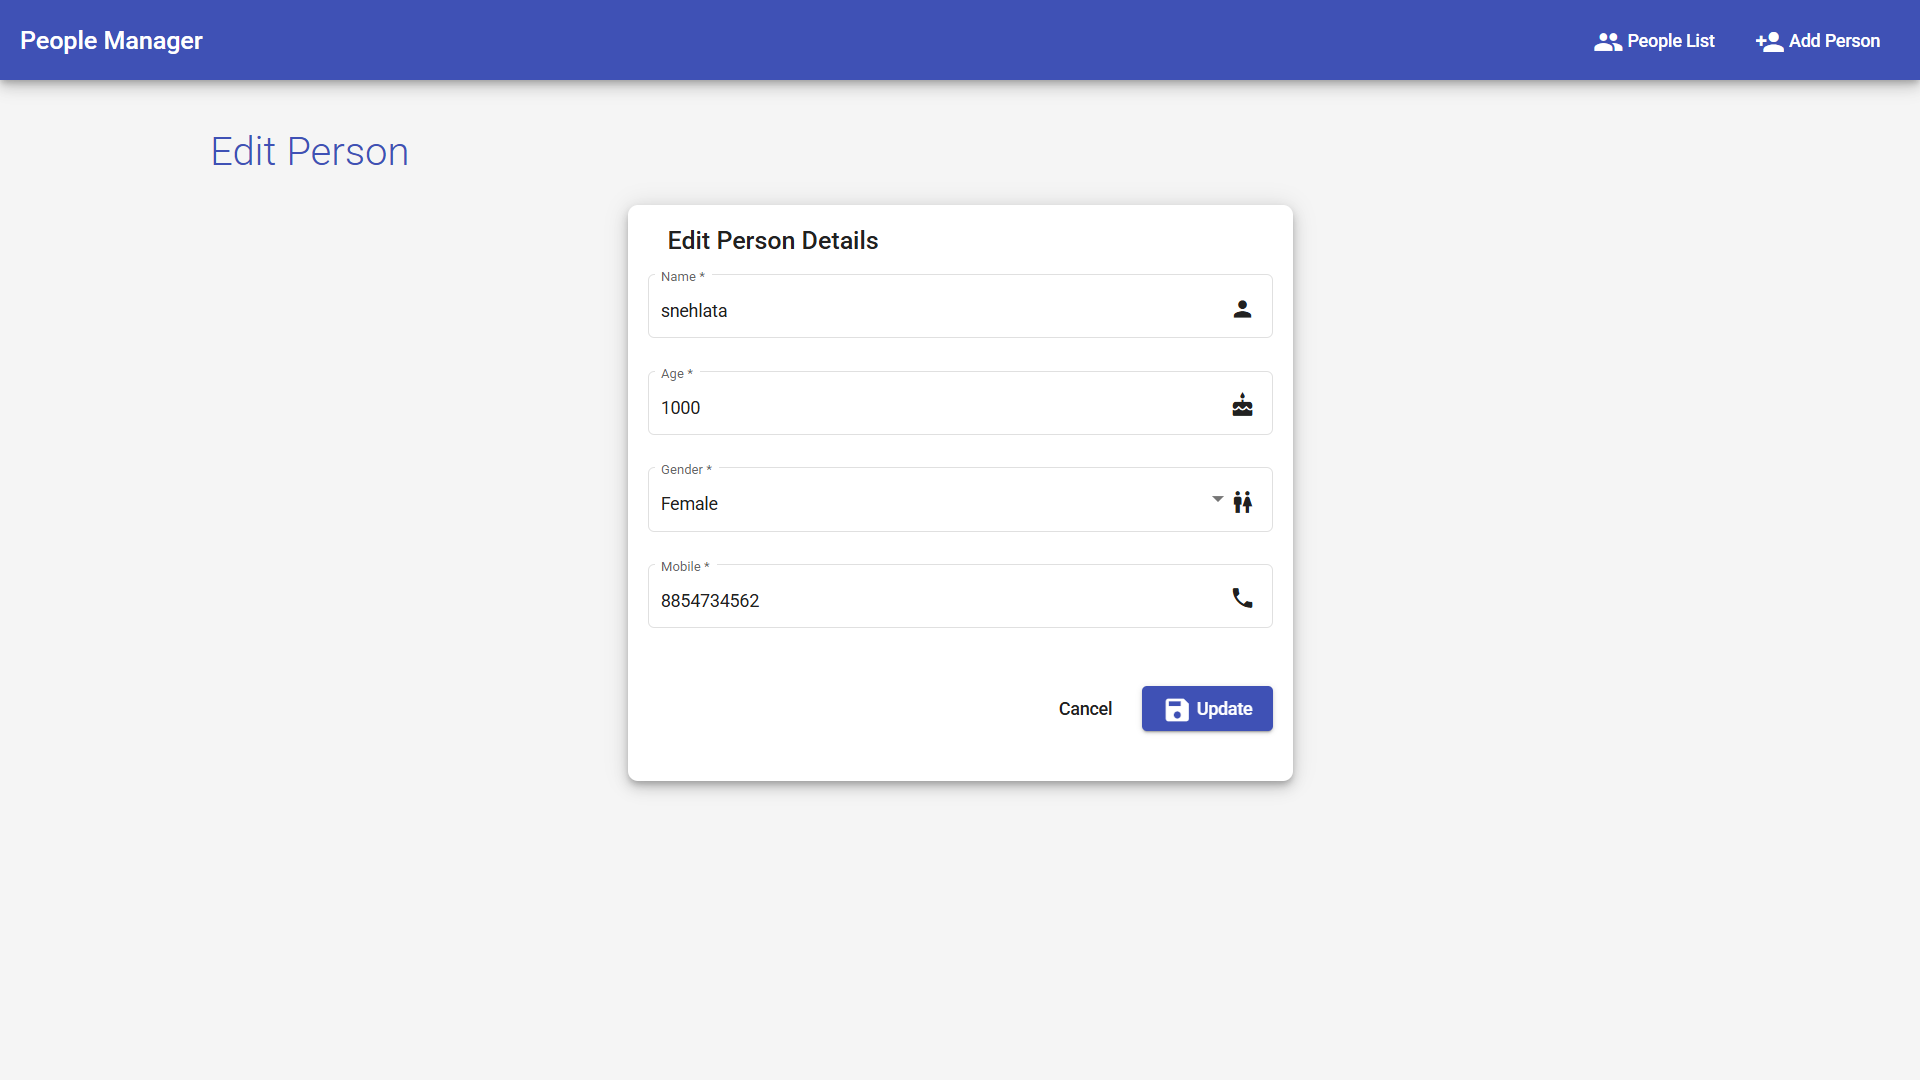 People Manager
People List
Add Person
Edit Person
Edit Person Details
Name *
snehlata
Age *
1000
Gender *
Female
Mobile *
8854734562
Cancel
Update